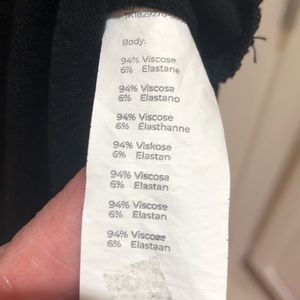 Body:
94% Viscose
6% Elastane
94% Viscosa
6% Elastano
94% Viscose
6% Élasthanne
94% Viskose
6% Elastan
94% Viscosa
6% Elastan
94% Viscose
6% Elastan
94% Viscose
6% Elastaan